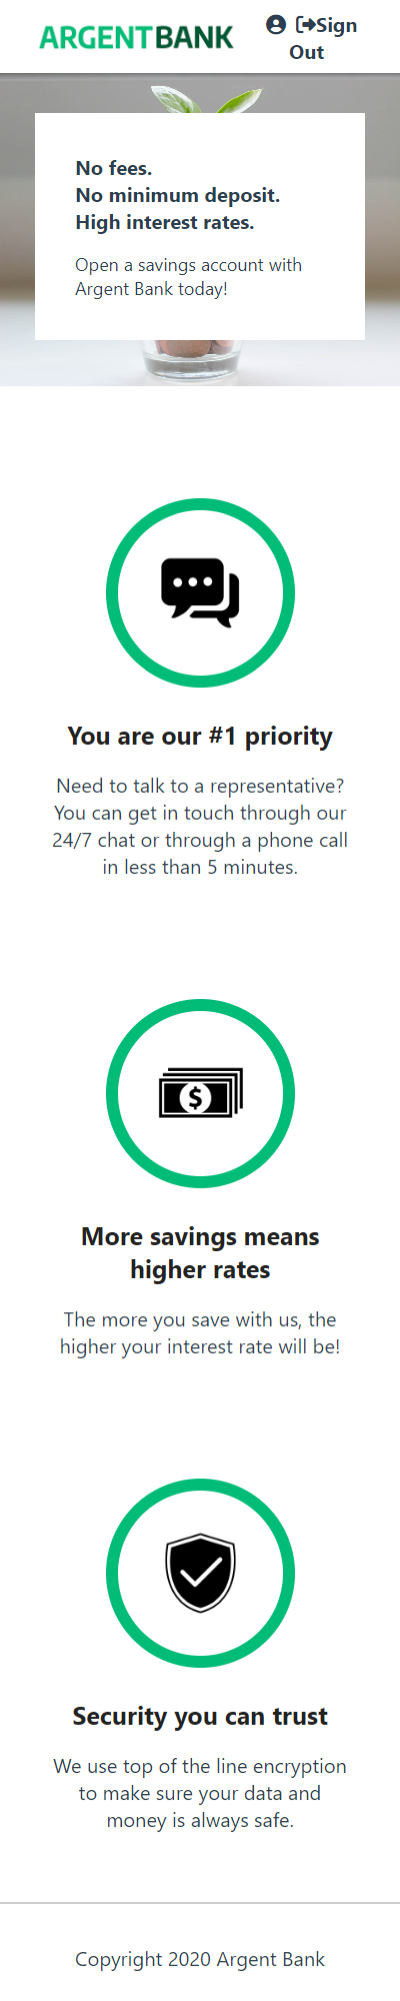 ARGENTBANK
Sign
Out
No fees.
No minimum deposit.
High interest rates.
Open a savings account with
Argent Bank today!
You are our #1 priority
Need to talk to a representative?
You can get in touch through our
24/7 chat or through a phone call
in less than 5 minutes.
$
More savings means
higher rates
The more you save with us, the
higher your interest rate will be!
Security you can trust
We use top of the line encryption
to make sure your data and
money is always safe.
Copyright 2020 Argent Bank